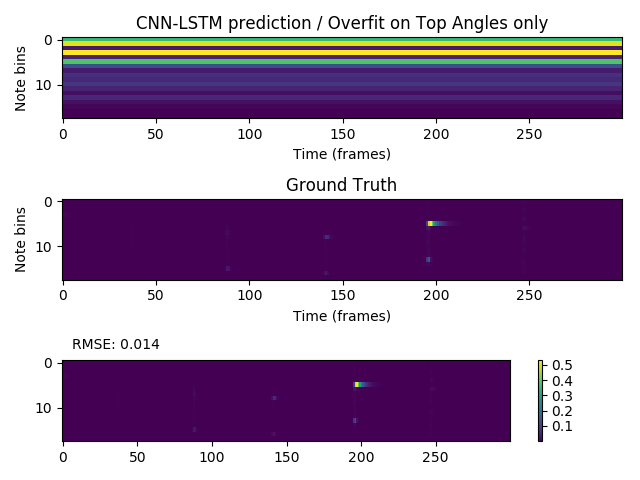 CNN-LSTM prediction / Overfit on Top Angles only
0
10
Note bins
0 50 100 150 200 250
Time (frames)
Ground Truth
0
10
Note bins
0 50 100 150 200 250
Time (frames)
RMSE: 0.014
0
10
0 50 100 150 200 250
0.5
0.4
0.3
0.2
0.1